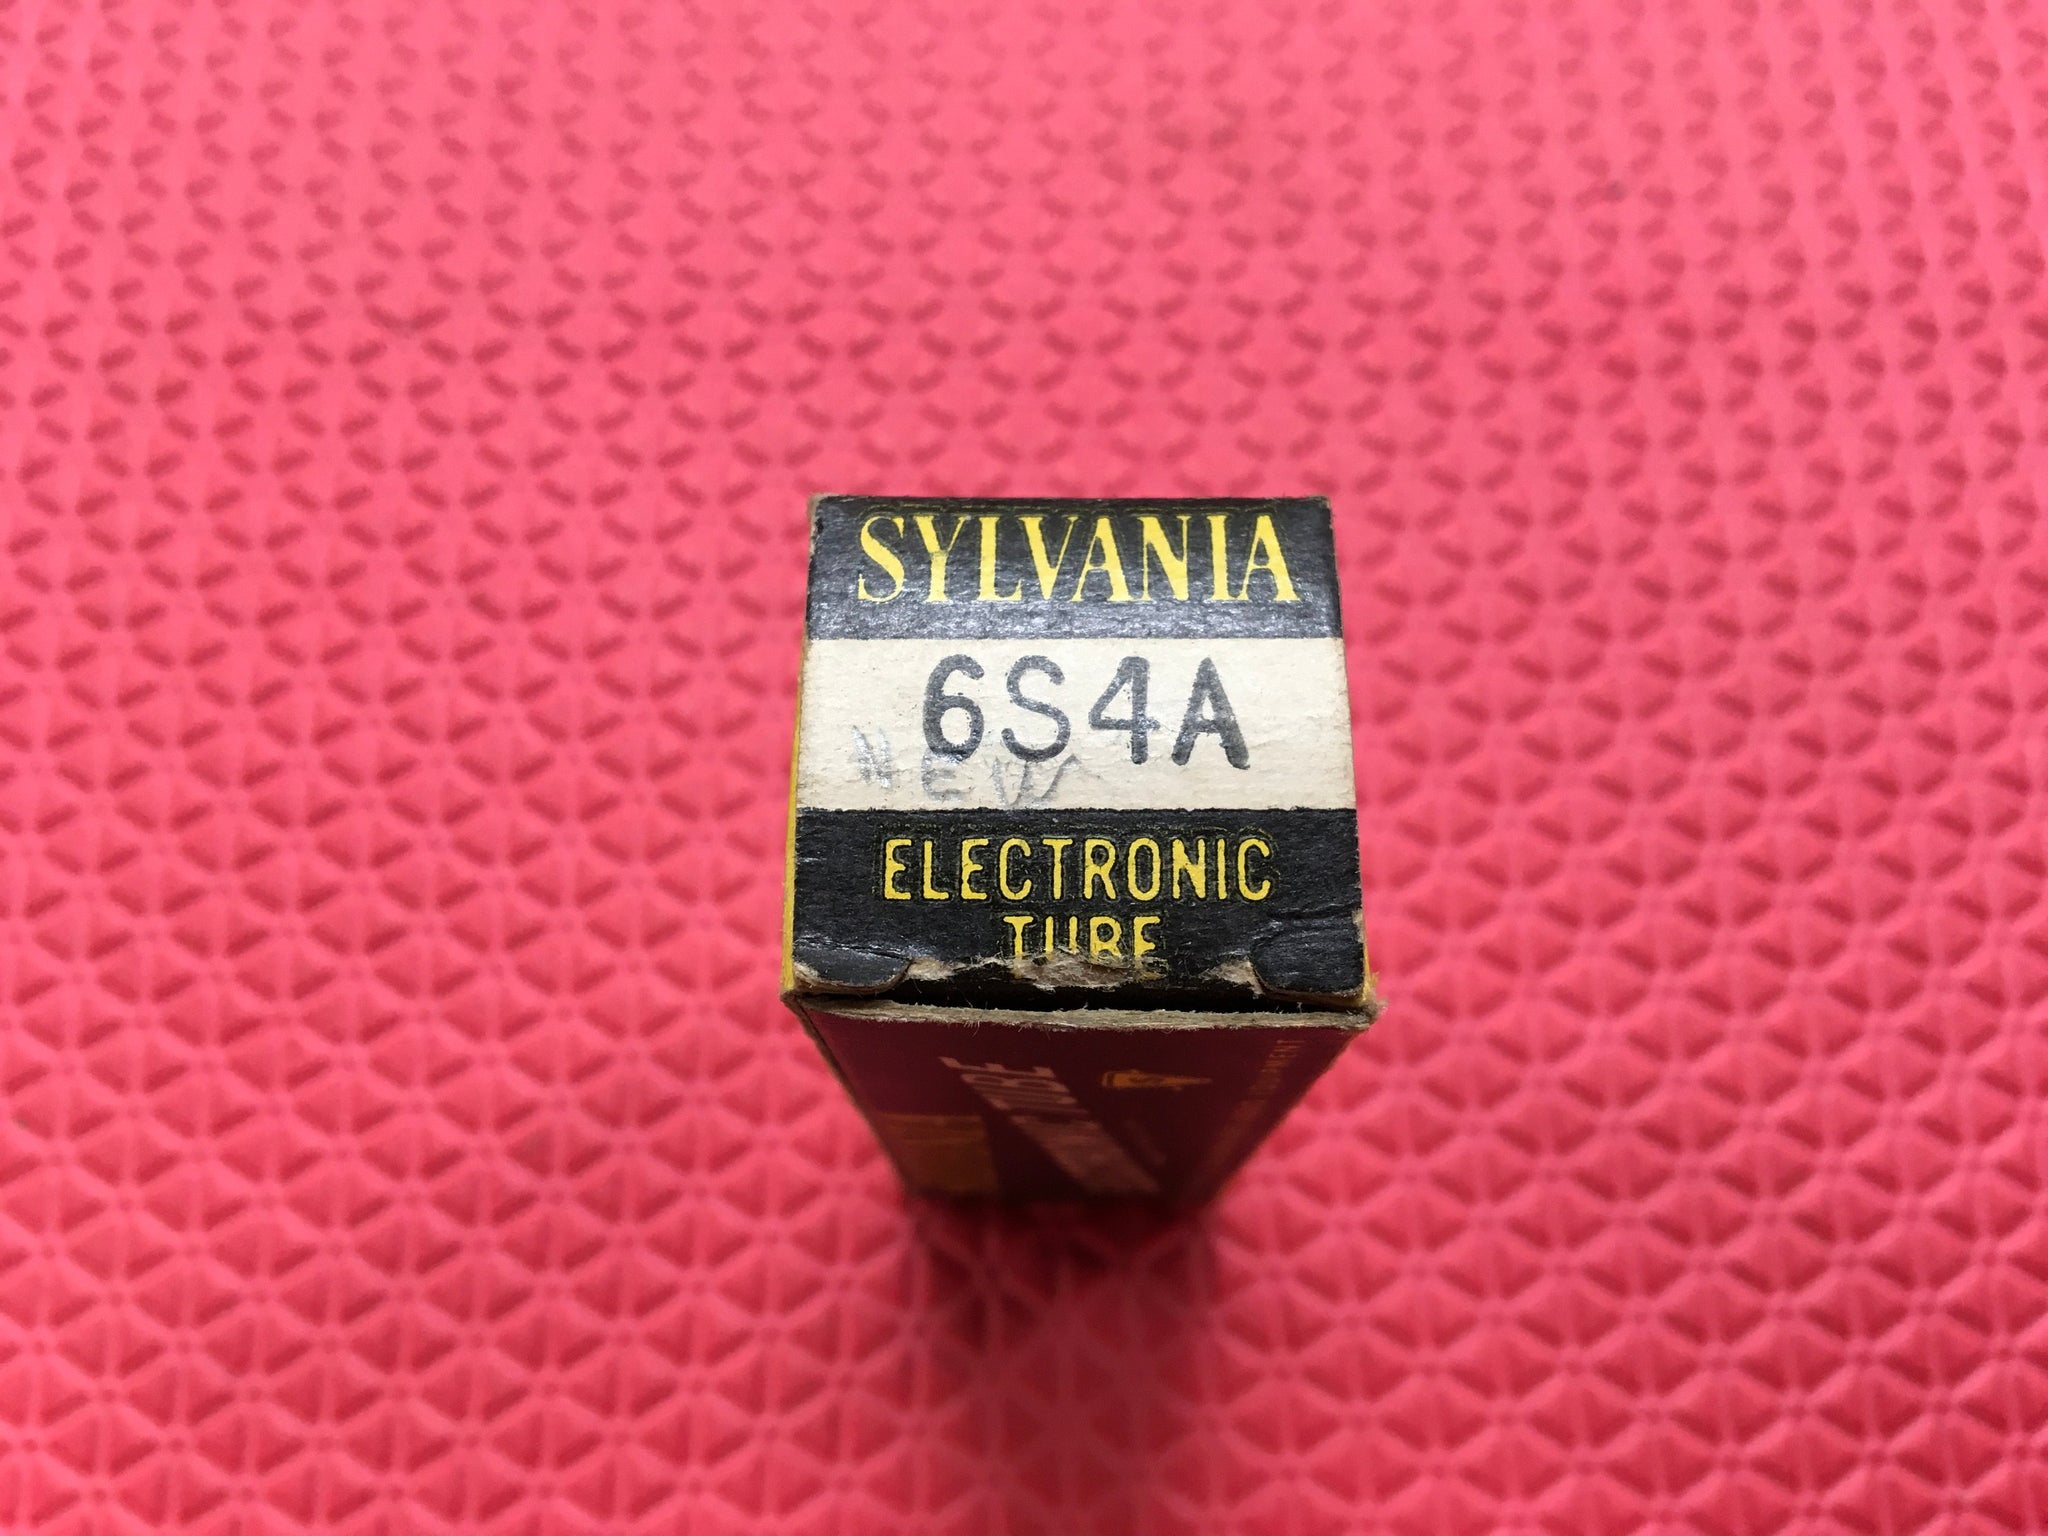 SYLVANIA
6S4A
NEW
ELECTRONIC
TUBE